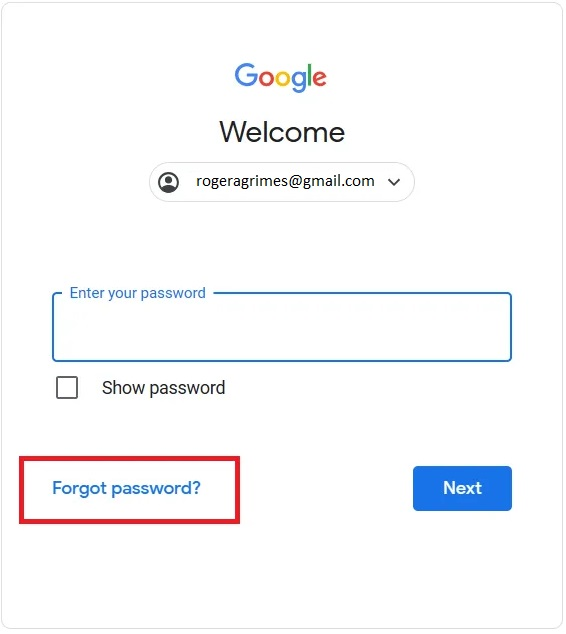 Google
Welcome
rogeragrimes@gmail.com
Enter your password
Show password
Forgot password?
Next